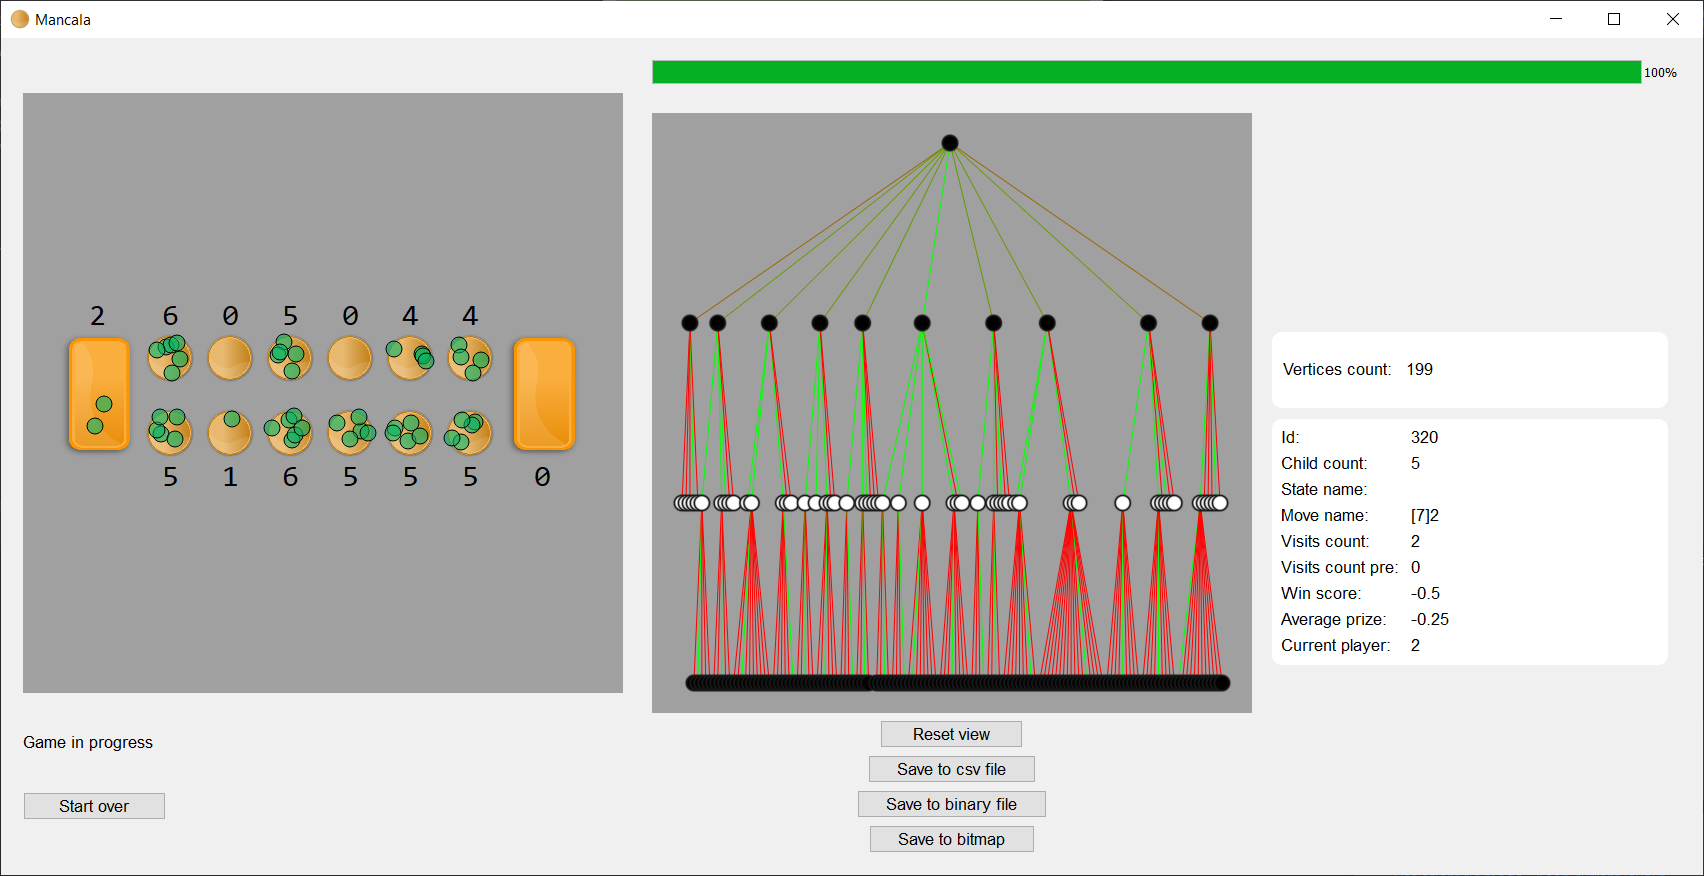 Mancala
100%
2 6 0 5 0 4 4
5 1 6 5 5 5 0
Vertices count: 199
Id: 320
Child count: 5
State name:
Move name: [7]2
Visits count: 2
Visits count pre: 0
Win score: -0.5
Average prize: -0.25
Current player: 2
Game in progress
Start over
Reset view
Save to csv file
Save to binary file
Save to bitmap